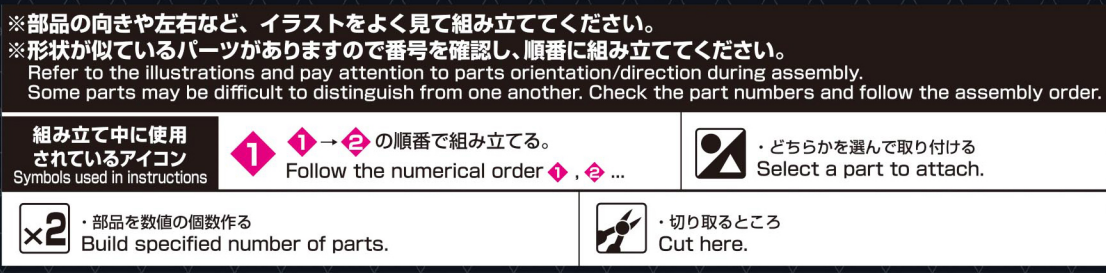 ※部品の向きや左右など、イラストをよく見て組み立ててください。
※形状が似ているパーツがありますので番号を確認し、順番に組み立ててください。
Refer to the illustrations and pay attention to parts orientation/direction during assembly.
Some parts may be difficult to distinguish from one another. Check the part numbers and follow the assembly order.
組み立て中に使用
されているアイコン
Symbols used in instructions
1
1→2の順番で組み立てる。
Follow the numerical order 1 , 2 ...
・どちらかを選んで取り付ける
Select a part to attach.
×2
・部品を数値の個数作る
Build specified number of parts.
・切り取るところ
Cut here.